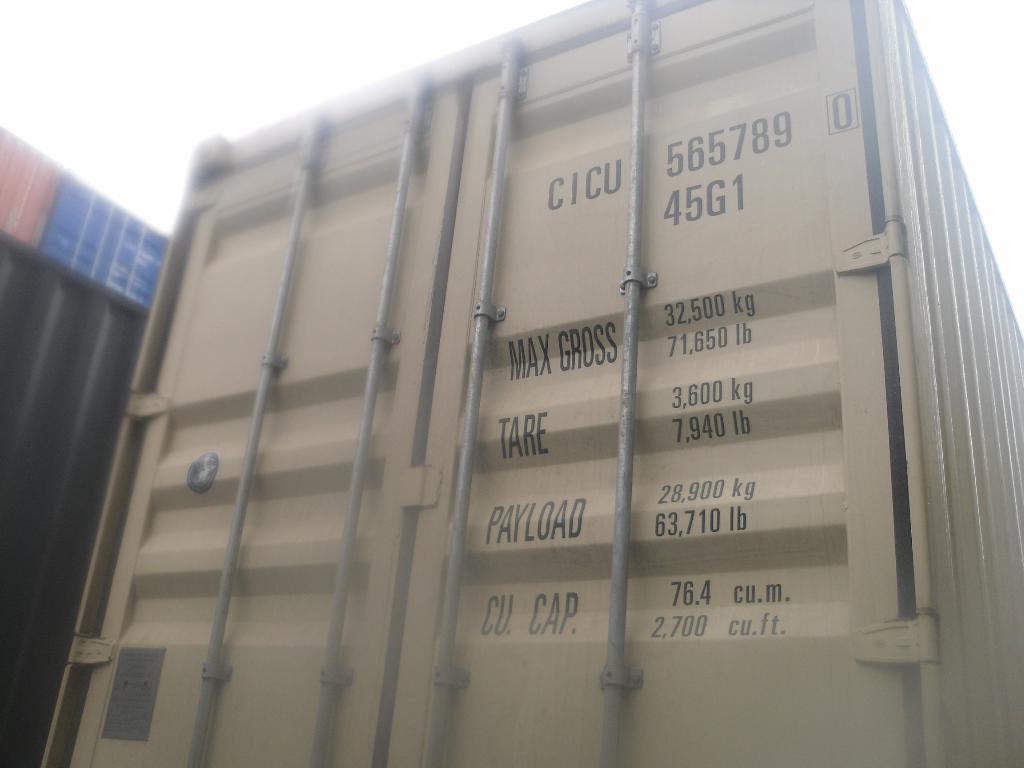 CICU 565789 0
45G1
MAX GROSS 32,500 kg
71,650 lb
TARE 3,600 kg
7,940 lb
PAYLOAD 28,900 kg
63,710 lb
CU. CAP. 76.4 cu.m.
2,700 cu.ft.